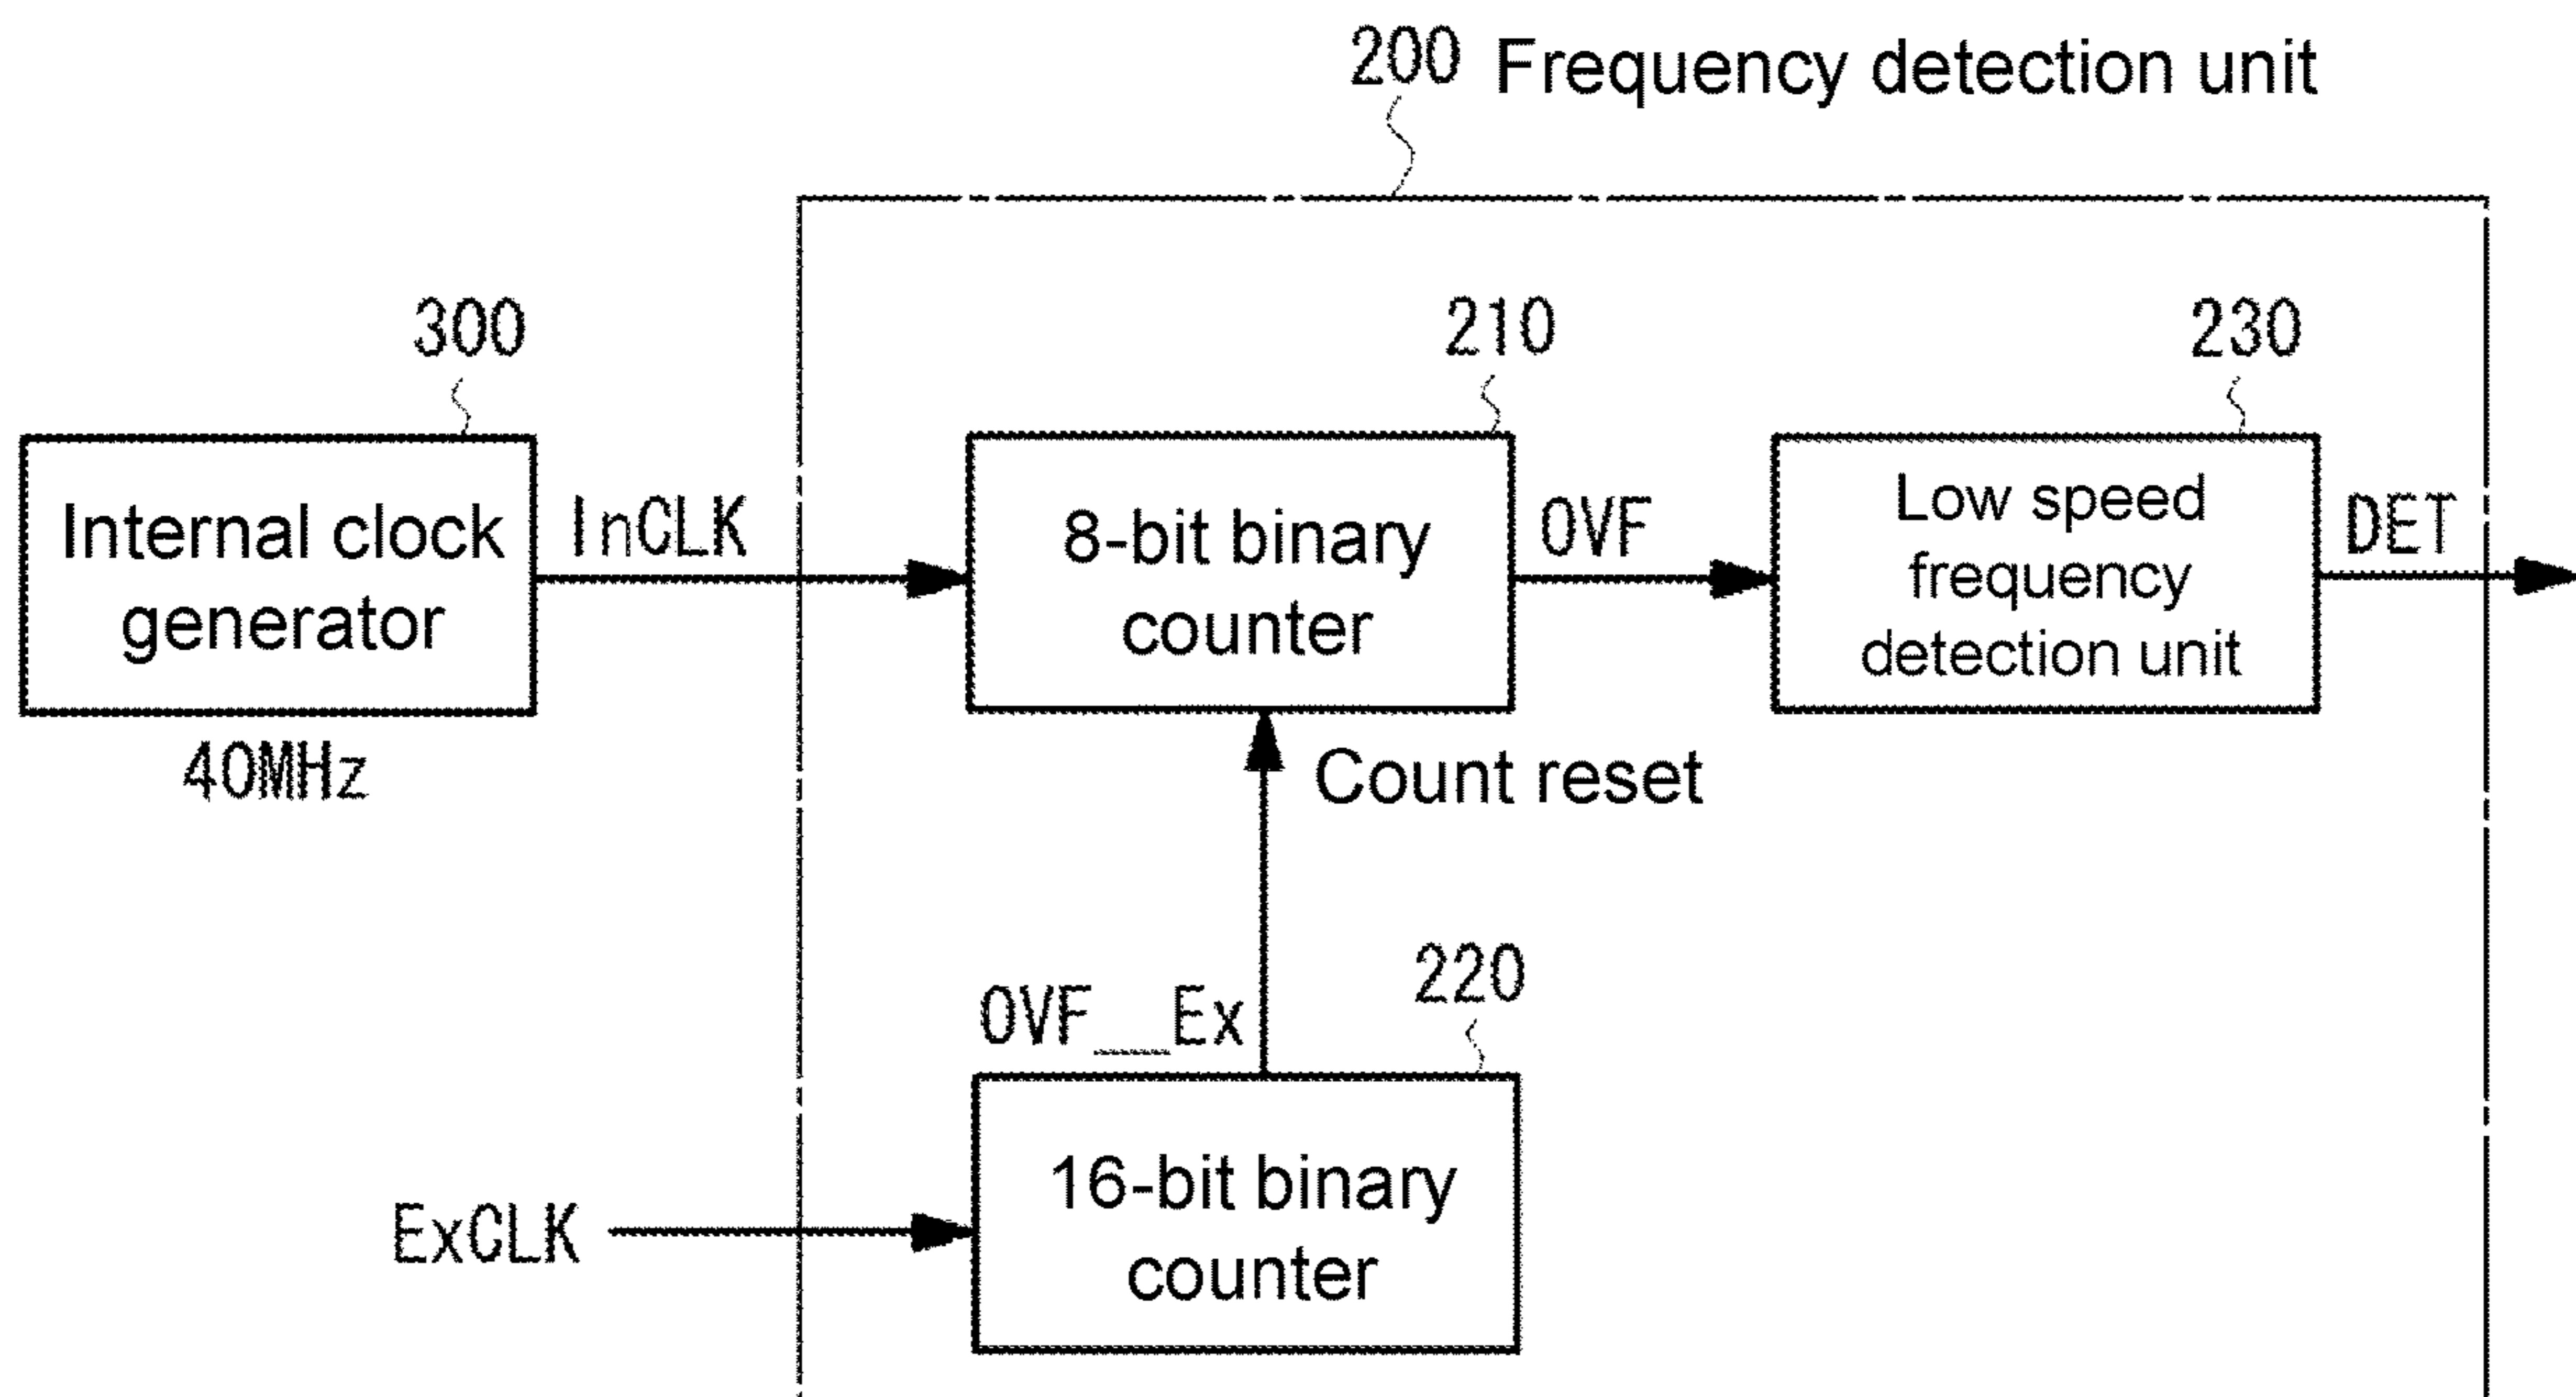 200 Frequency detection unit
300
210
230
Internal clock
generator
InCLK
8-bit binary
counter
OVF
Low speed
frequency
detection unit
DET
40MHz
Count reset
OVF__Ex
220
16-bit binary
counter
ExCLK